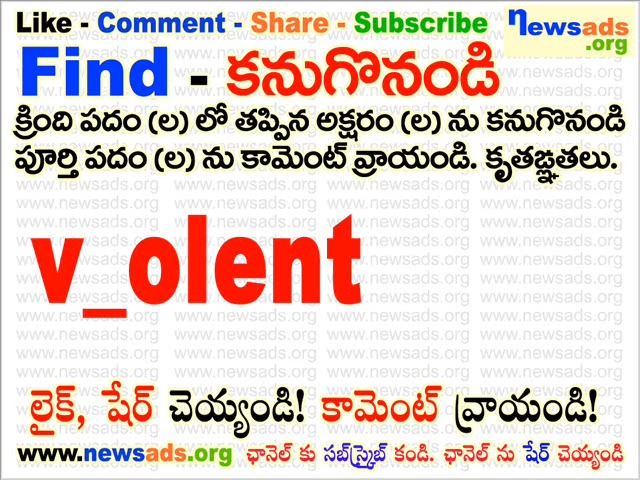 Like - Comment - Share - Subscribe
newsads
.org
Find - కనుగొనండి
క్రింది పదం (ల) లో తప్పిన అక్షరం (ల) ను కనుగొనండి
పూర్తి పదం (ల) ను కామెంట్ వ్రాయండి. కృతజ్ఞతలు.
v_olent
లైక్, షేర్ చెయ్యండి! కామెంట్ వ్రాయండి!
www.newsads.org ఛానెల్ కు సబ్‌స్క్రైబ్ కండి. ఛానెల్ ను షేర్ చెయ్యండి